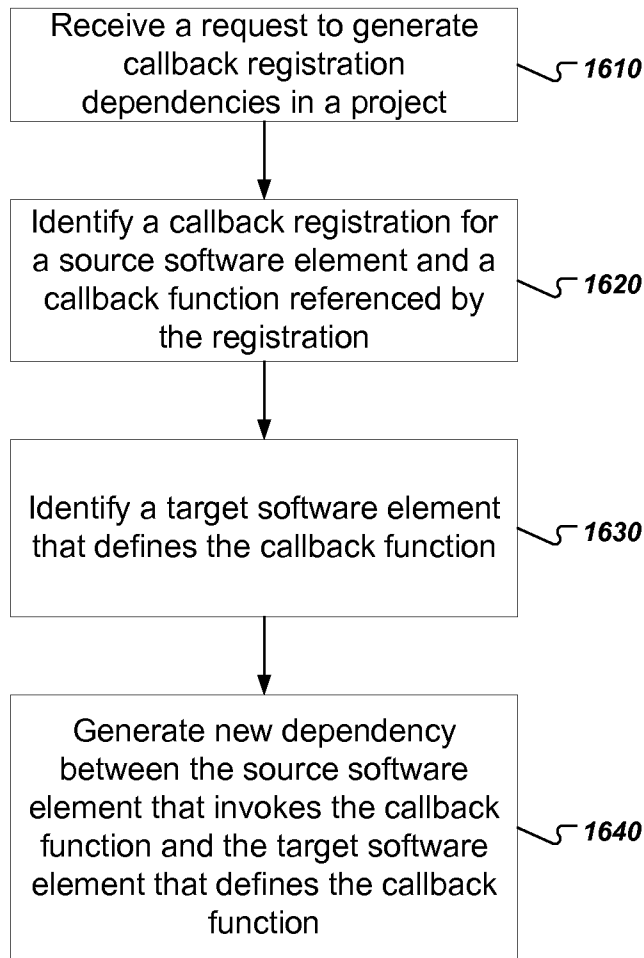 Receive a request to generate
callback registration
dependencies in a project
1610
Identify a callback registration for
a source software element and a
callback function referenced by
the registration
1620
Identify a target software element
that defines the callback function
1630
Generate new dependency
between the source software
element that invokes the callback
function and the target software
element that defines the callback
function
1640